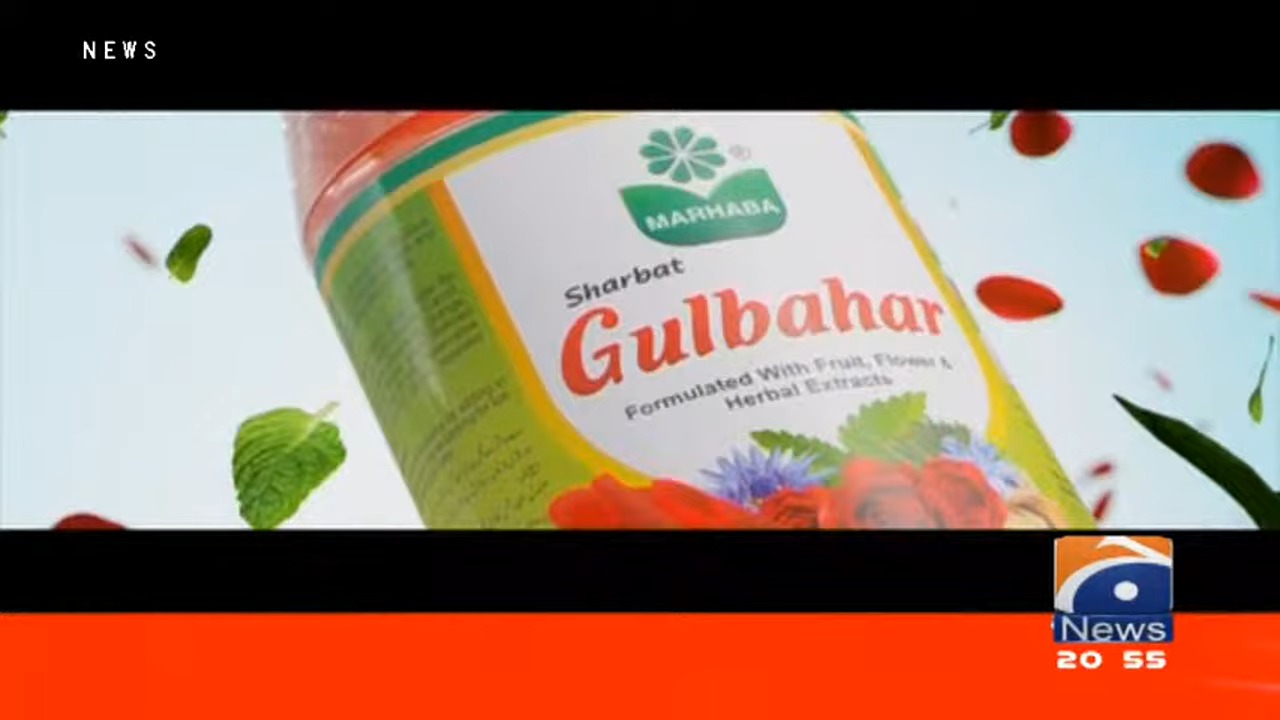 NEWS
MARHABA
®
Sharbat
Gulbahar
Formulated With Fruit, Flower &
Herbal Extracts
News
20 55